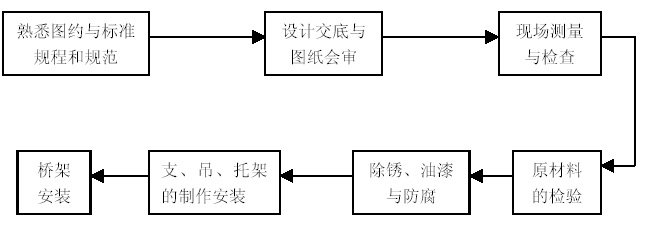 熟悉图约与标准
规程和规范
设计交底与
图纸会审
现场测量
与检查
桥架
安装
支、吊、托架
的制作安装
除锈、油漆
与防腐
原材料
的检验